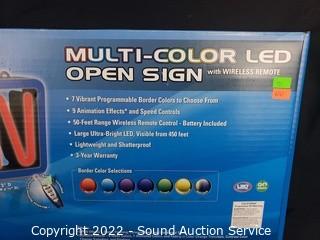 MULTI-COLOR LED
OPEN SIGN with WIRELESS REMOTE
• 7 Vibrant Programmable Border Colors to Choose From
• 9 Animation Effects* and Speed Controls
• 50-Feet Range Wireless Remote Control - Battery Included
• Large Ultra-Bright LED, Visible from 450 feet
• Lightweight and Shatterproof
• 3-Year Warranty
Border Color Selections
LED
Copyright 2022 - Sound Auction Service